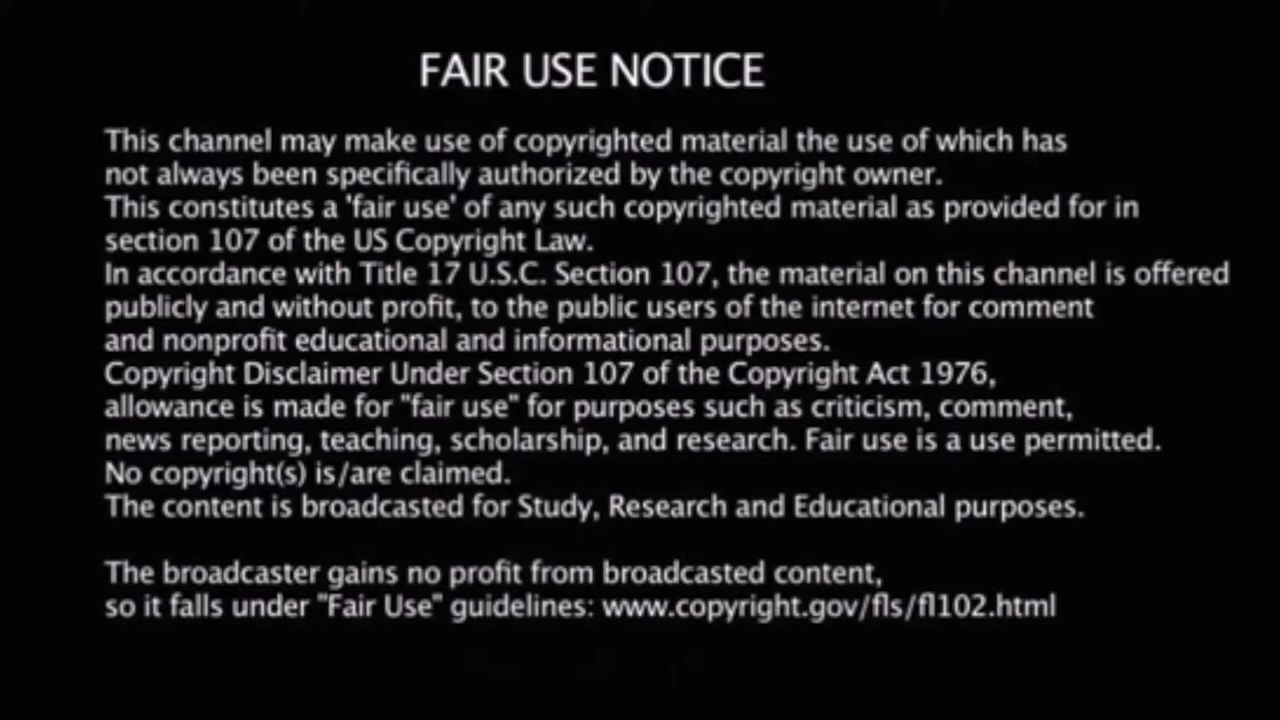 FAIR USE NOTICE
This channel may make use of copyrighted material the use of which has
not always been specifically authorized by the copyright owner.
This constitutes a 'fair use' of any such copyrighted material as provided for in
section 107 of the US Copyright Law.
In accordance with Title 17 U.S.C. Section 107, the material on this channel is offered
publicly and without profit, to the public users of the internet for comment
and nonprofit educational and informational purposes.
Copyright Disclaimer Under Section 107 of the Copyright Act 1976,
allowance is made for "fair use" for purposes such as criticism, comment,
news reporting, teaching, scholarship, and research. Fair use is a use permitted.
No copyright(s) is/are claimed.
The content is broadcasted for Study, Research and Educational purposes.
The broadcaster gains no profit from broadcasted content,
so it falls under "Fair Use" guidelines: www.copyright.gov/fls/fl102.html